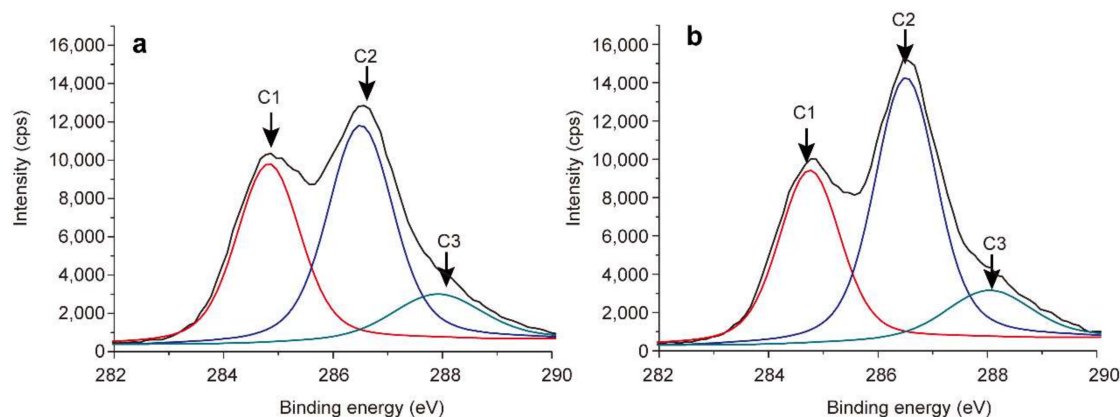 a
16,000
14,000
12,000
10,000
8,000
6,000
4,000
2,000
0
Intensity (cps)
C1
C2
C3
282 284 286 288 290
Binding energy (eV)
b
16,000
14,000
12,000
10,000
8,000
6,000
4,000
2,000
0
Intensity (cps)
C1
C2
C3
282 284 286 288 290
Binding energy (eV)